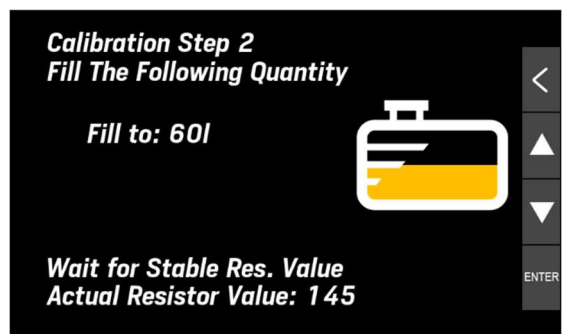 Calibration Step 2
Fill The Following Quantity
Fill to: 60l
Wait for Stable Res. Value
Actual Resistor Value: 145
ENTER